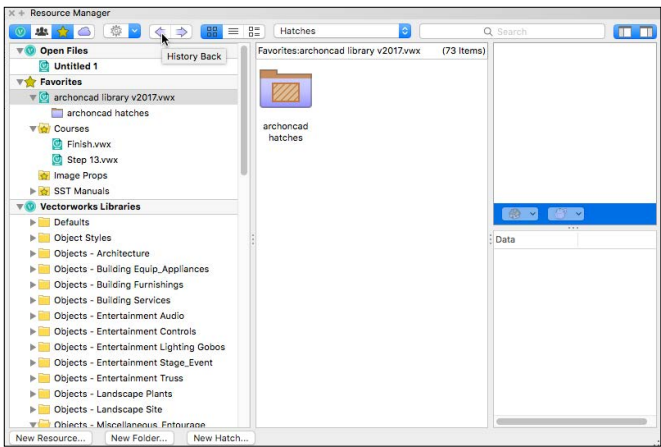 Resource Manager
Hatches
Search
History Back
Open Files
Untitled 1
Favorites
archoncad library v2017.vwx
archoncad hatches
Courses
Finish.vwx
Step 13.vwx
Image Props
SST Manuals
Vectorworks Libraries
Defaults
Object Styles
Objects - Architecture
Objects - Building Equip_Appliances
Objects - Building Furnishings
Objects - Building Services
Objects - Entertainment Audio
Objects - Entertainment Controls
Objects - Entertainment Lighting Gobos
Objects - Entertainment Stage_Event
Objects - Entertainment Truss
Objects - Landscape Plants
Objects - Landscape Site
Objects - Miscellaneous_Entourage
Favorites:archoncad library v2017.vwx (73 Items)
archoncad
hatches
Data
New Resource... New Folder... New Hatch...